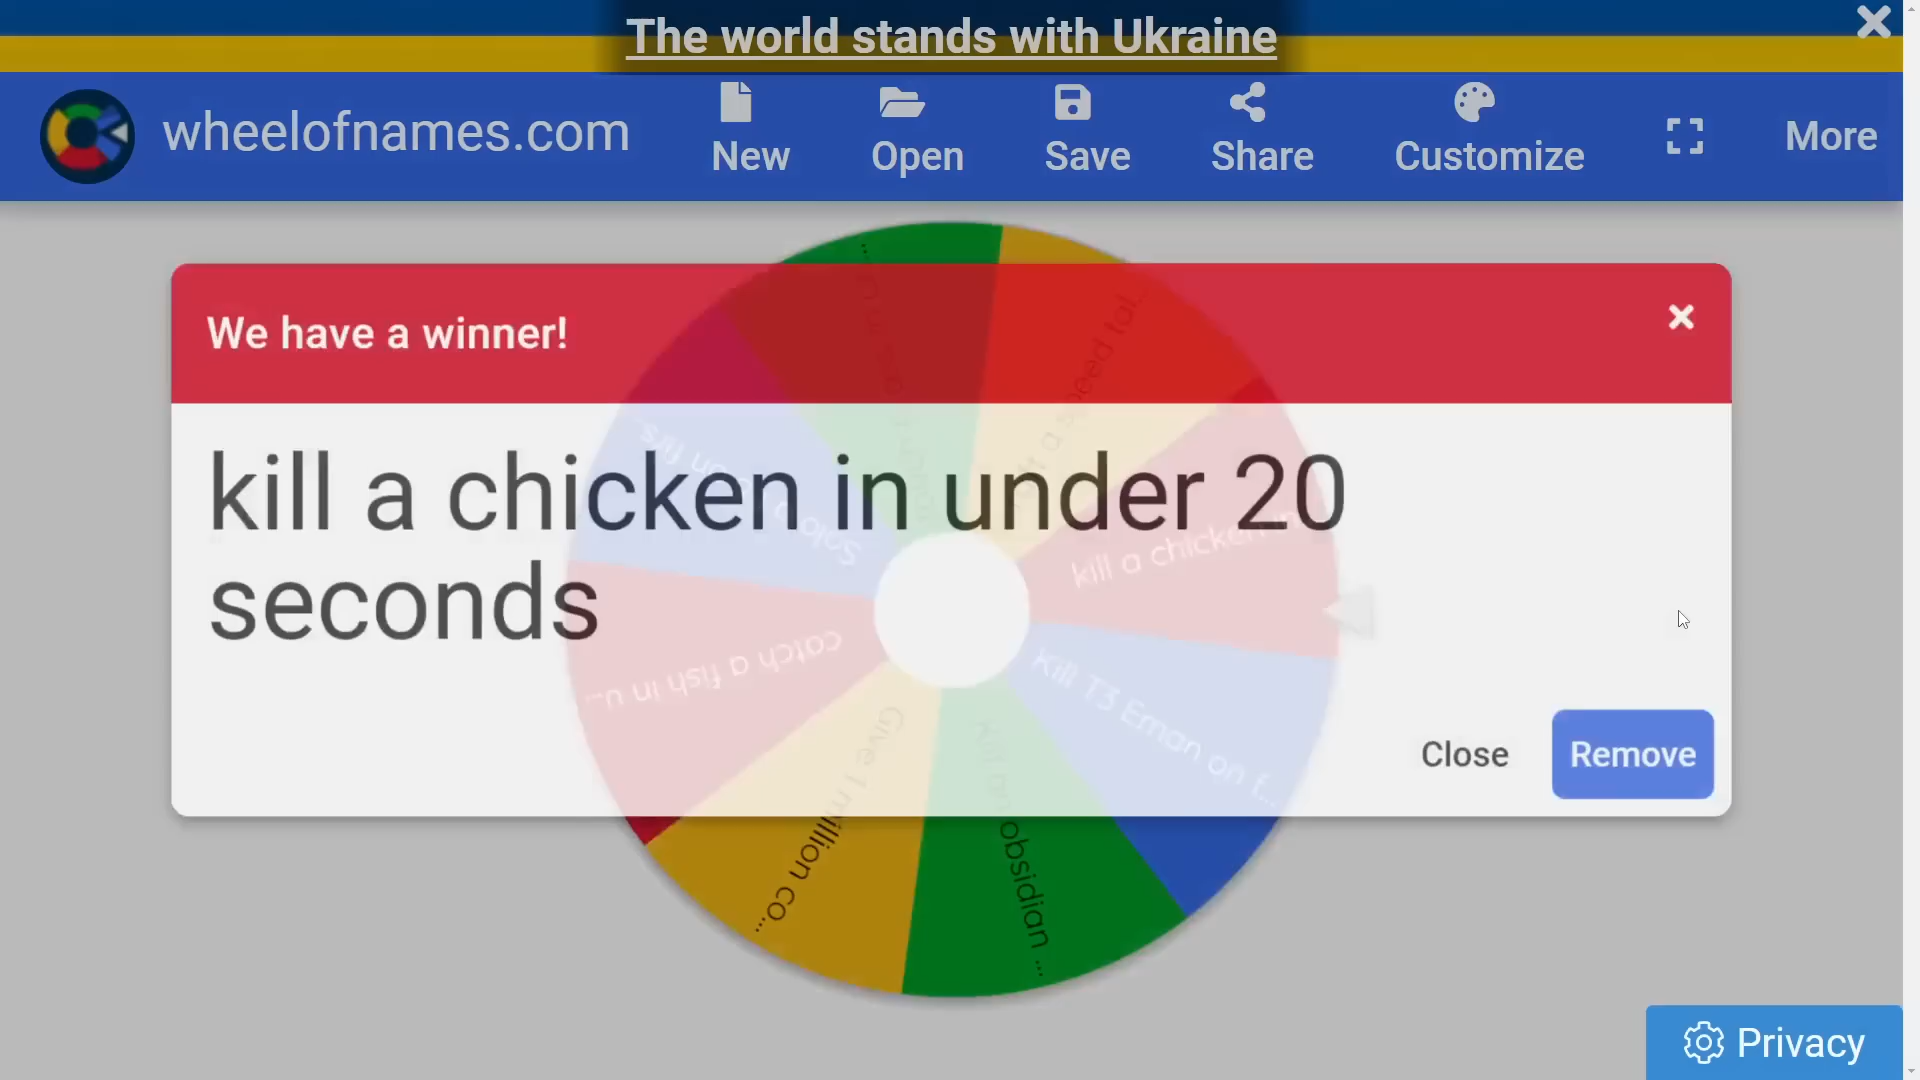 The world stands with Ukraine
wheelofnames.com
New
Open
Save
Share
Customize
More
We have a winner!
kill a chicken in under 20
seconds
kill a chicken
Kill T3 Eman on f...
obsidian ...
Give 1 million co...
catch a fish in u...
Close
Remove
Privacy